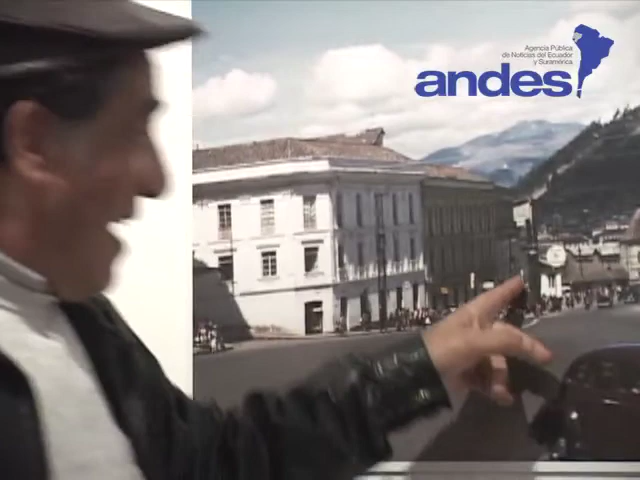 Agencia Pública
de Noticias del Ecuador
y Suramérica
andes